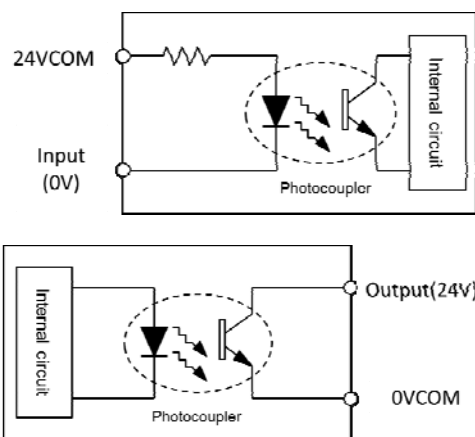 24VCOM
Input
(0V)
Internal circuit
Photocoupler
Internal circuit
Output(24V)
0VCOM
Photocoupler